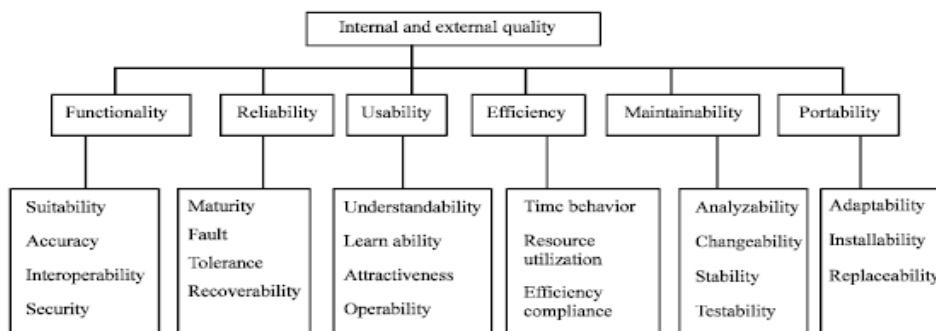 Internal and external quality
Functionality
Reliability
Usability
Efficiency
Maintainability
Portability
Suitability
Accuracy
Interoperability
Security
Maturity
Fault
Tolerance
Recoverability
Understandability
Learn ability
Attractiveness
Operability
Time behavior
Resource
utilization
Efficiency
compliance
Analyzability
Changeability
Stability
Testability
Adaptability
Installability
Replaceability